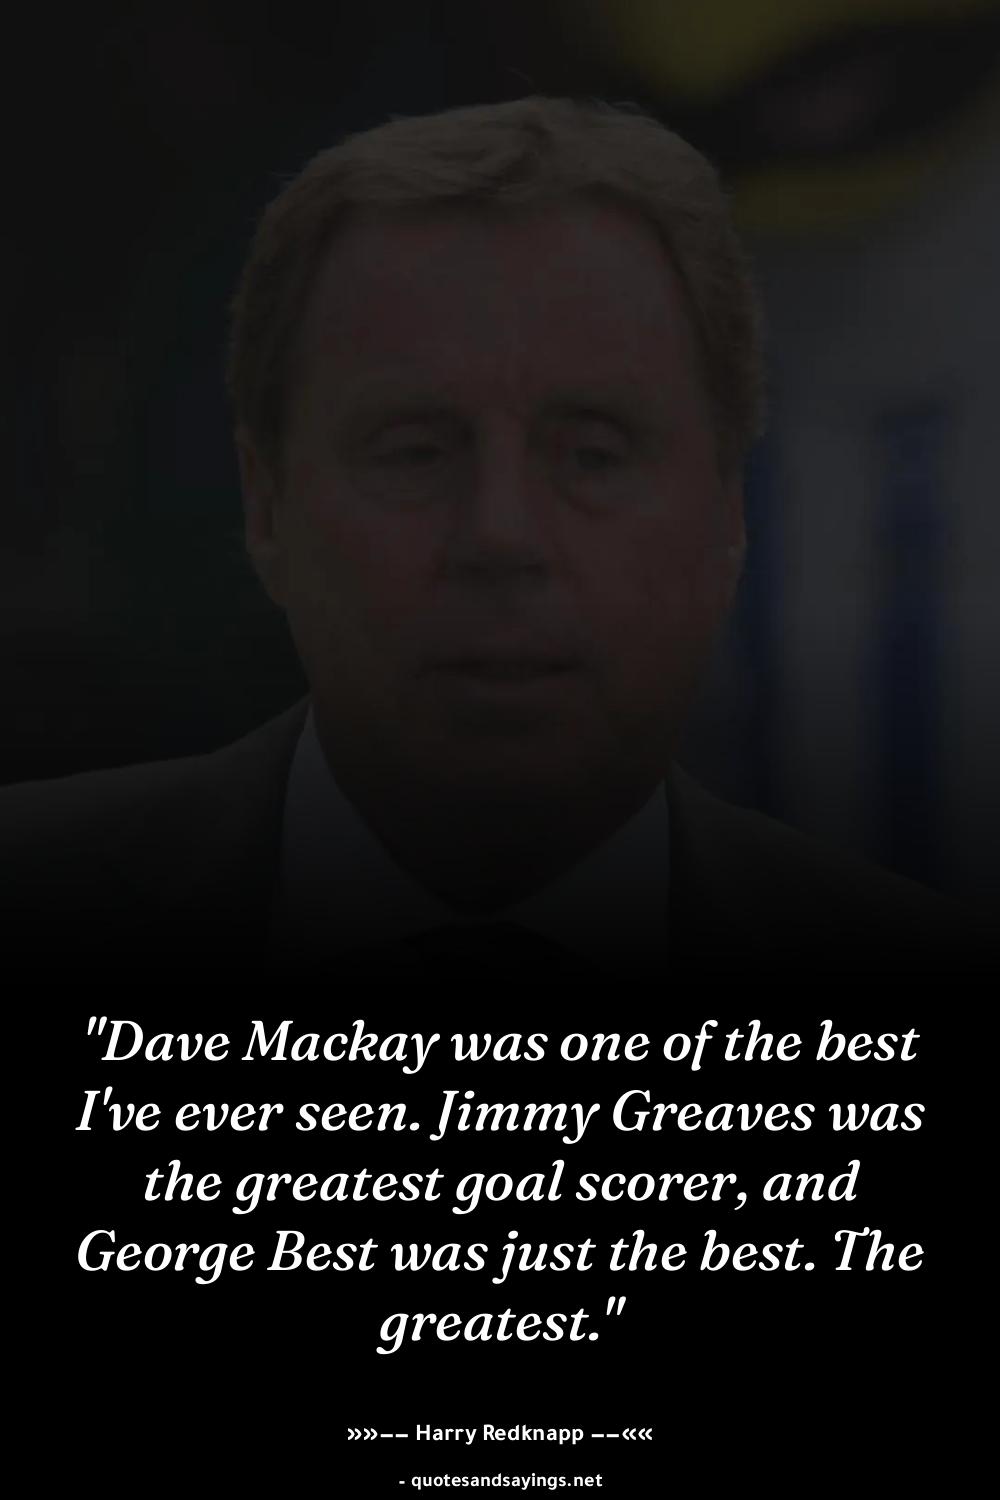 "Dave Mackay was one of the best
I've ever seen. Jimmy Greaves was
the greatest goal scorer, and
George Best was just the best. The
greatest."
»»−− Harry Redknapp −−««
- quotesandsayings.net